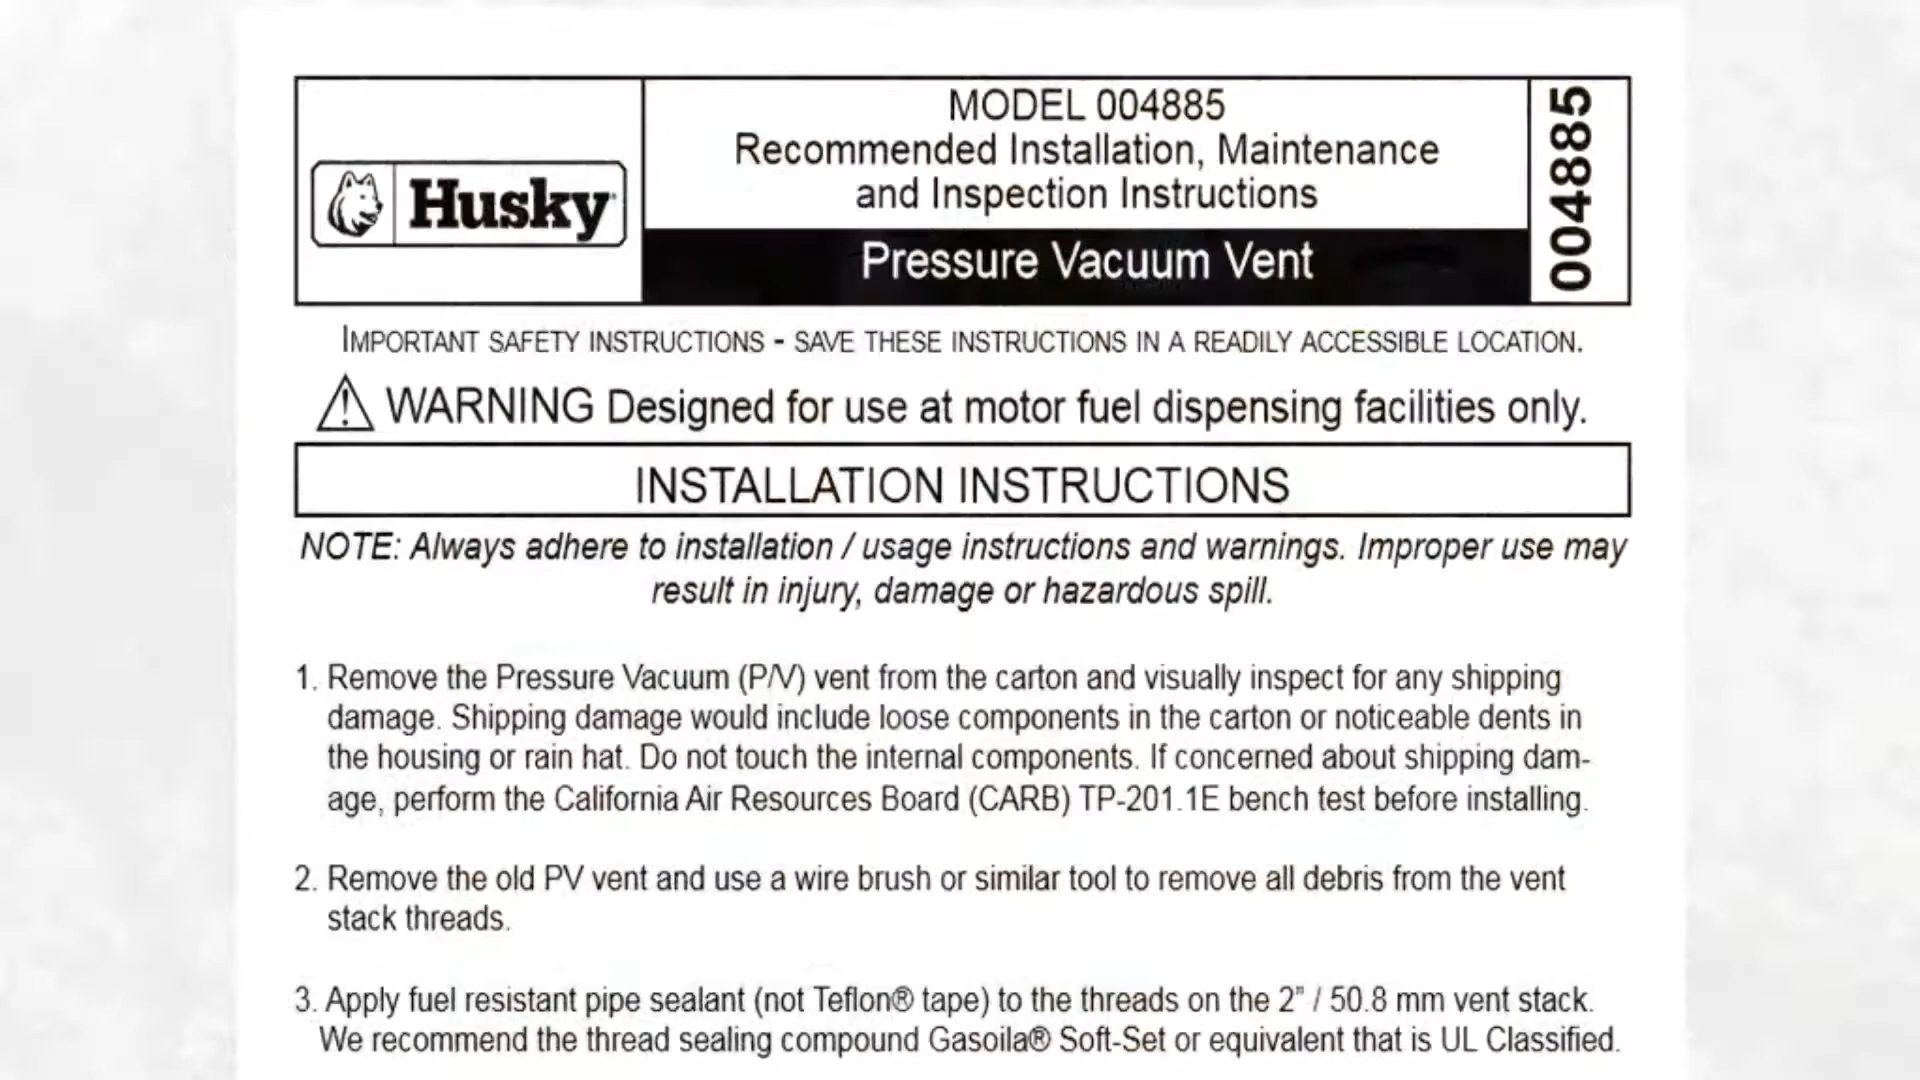 Husky
MODEL 004885
Recommended Installation, Maintenance
and Inspection Instructions
Pressure Vacuum Vent
004885
IMPORTANT SAFETY INSTRUCTIONS - SAVE THESE INSTRUCTIONS IN A READILY ACCESSIBLE LOCATION.
WARNING Designed for use at motor fuel dispensing facilities only.
INSTALLATION INSTRUCTIONS
NOTE: Always adhere to installation / usage instructions and warnings. Improper use may
result in injury, damage or hazardous spill.
1. Remove the Pressure Vacuum (P/V) vent from the carton and visually inspect for any shipping
damage. Shipping damage would include loose components in the carton or noticeable dents in
the housing or rain hat. Do not touch the internal components. If concerned about shipping dam-
age, perform the California Air Resources Board (CARB) TP-201.1E bench test before installing.
2. Remove the old PV vent and use a wire brush or similar tool to remove all debris from the vent
stack threads.
3. Apply fuel resistant pipe sealant (not Teflon® tape) to the threads on the 2" / 50.8 mm vent stack.
We recommend the thread sealing compound Gasoila® Soft-Set or equivalent that is UL Classified.